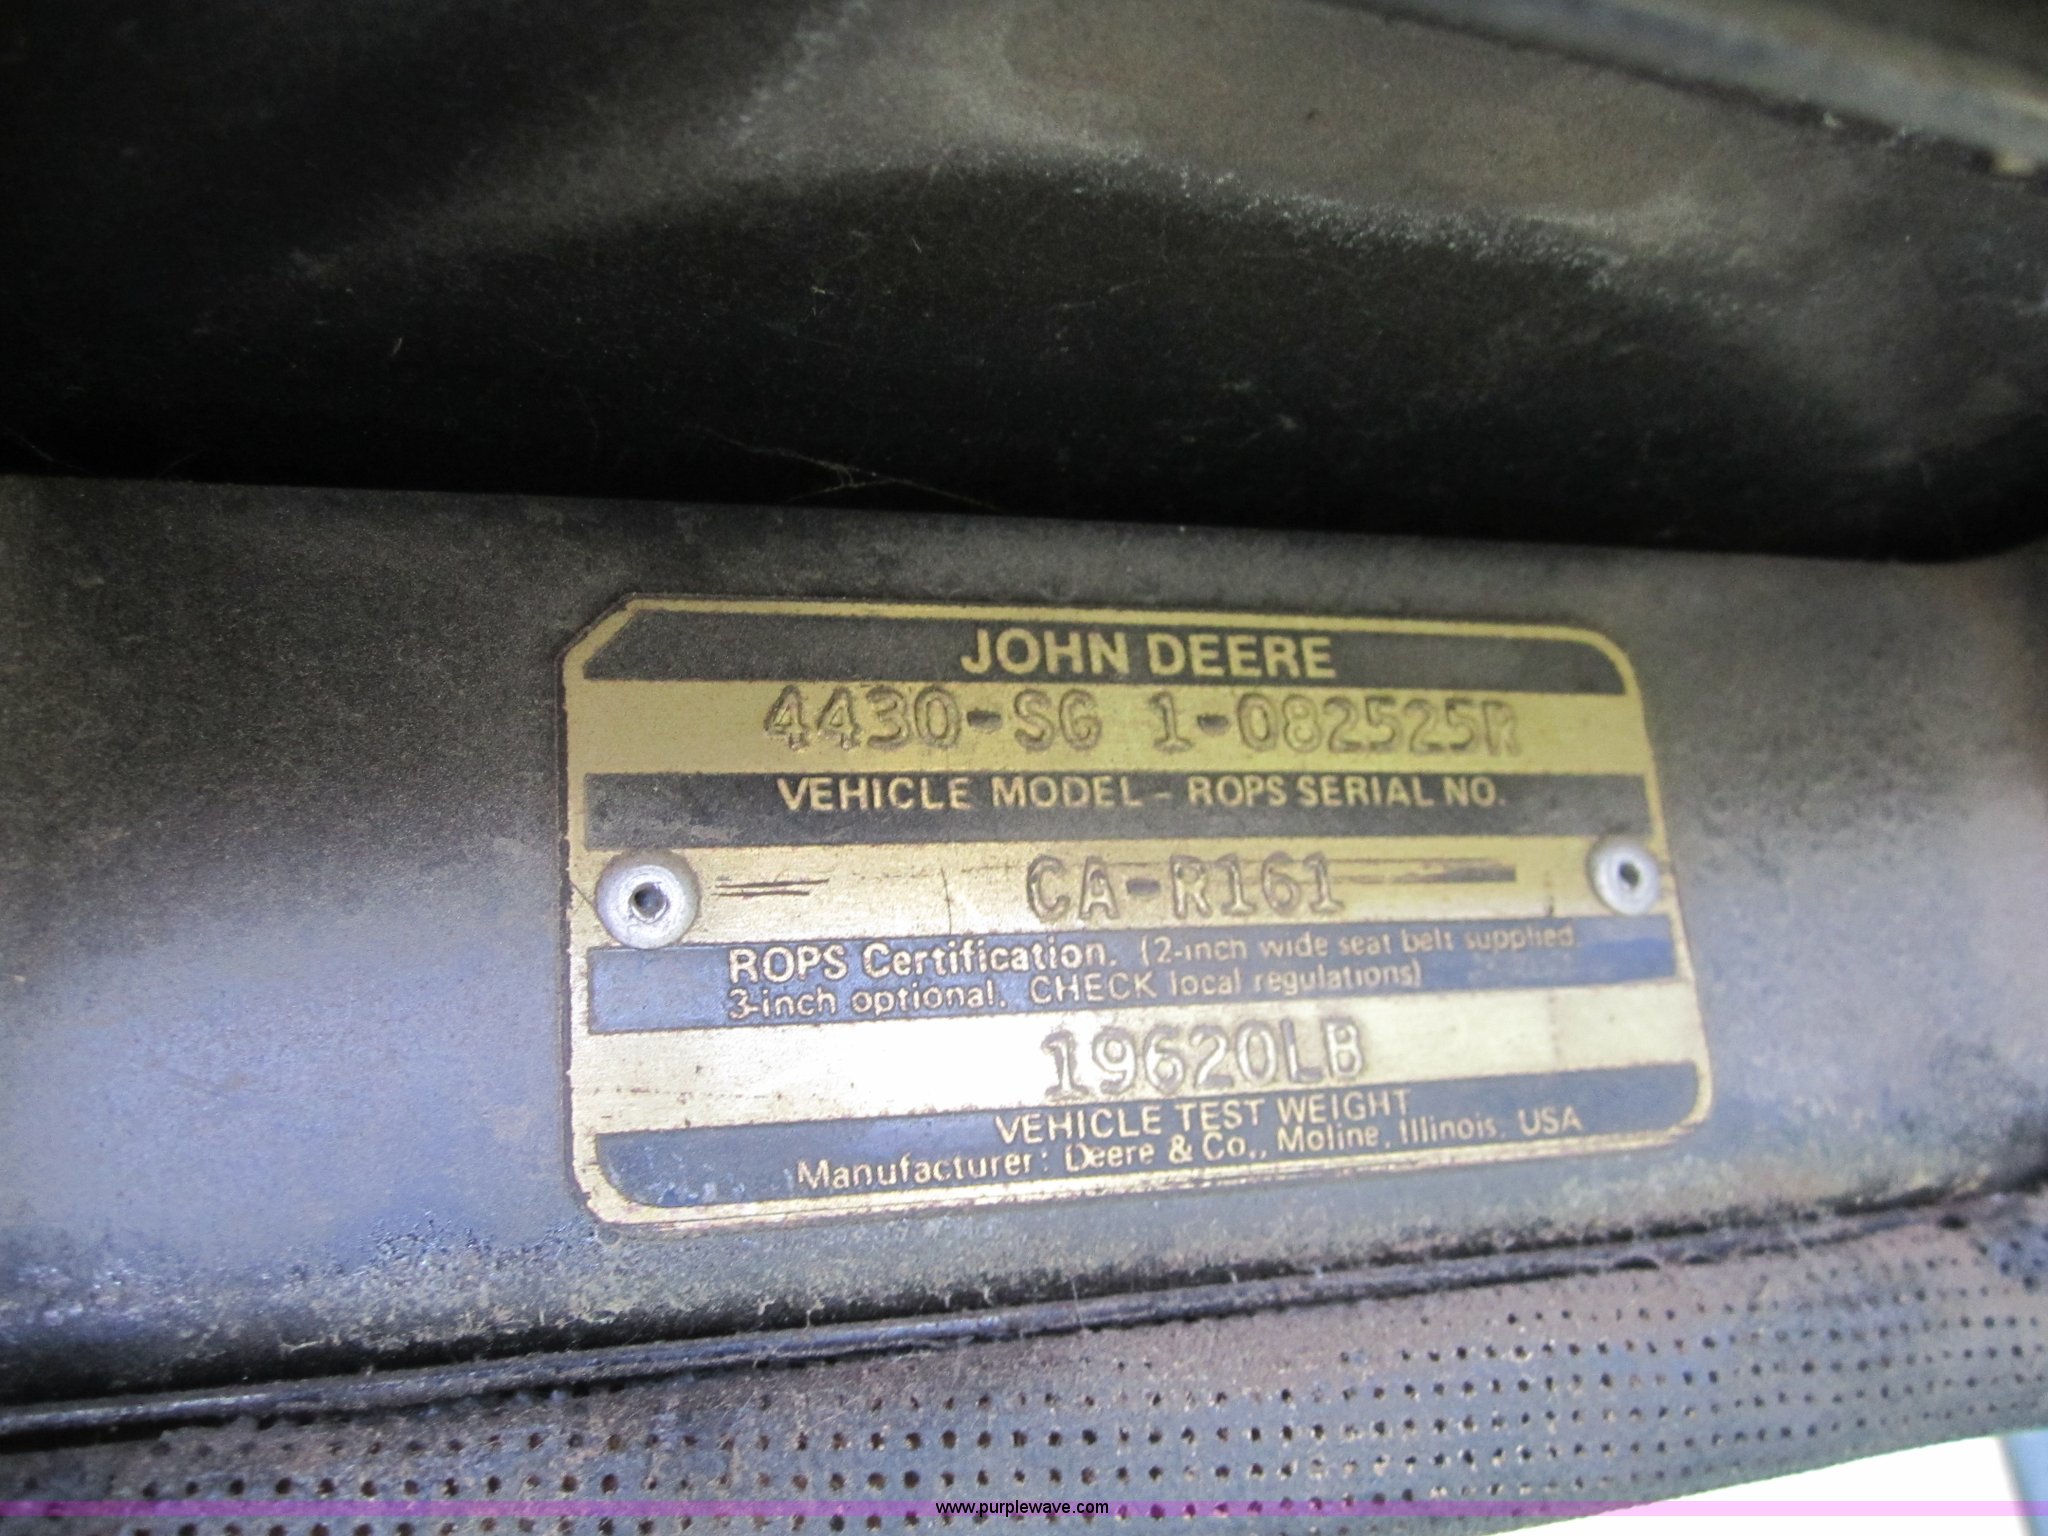 JOHN DEERE
4430-SG 1-082525R
VEHICLE MODEL - ROPS SERIAL NO.
CA-R161
ROPS Certification. (2-inch wide seat belt supplied.
3-inch optional. CHECK local regulations)
19620LB
VEHICLE TEST WEIGHT
Manufacturer: Deere & Co., Moline, Illinois, USA
www.purplewave.com